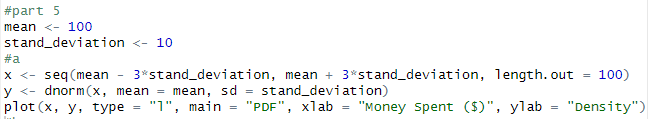 #part 5
mean <- 100
stand_deviation <- 10
#a
x <- seq(mean - 3*stand_deviation, mean + 3*stand_deviation, length.out = 100)
y <- dnorm(x, mean = mean, sd = stand_deviation)
plot(x, y, type = "l", main = "PDF", xlab = "Money Spent ($)", ylab = "Density")